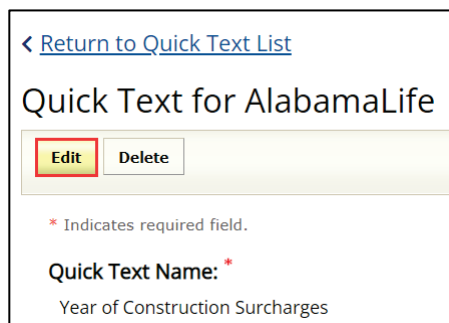 Return to Quick Text List
Quick Text for AlabamaLife
Edit Delete
* Indicates required field.
Quick Text Name: *
Year of Construction Surcharges